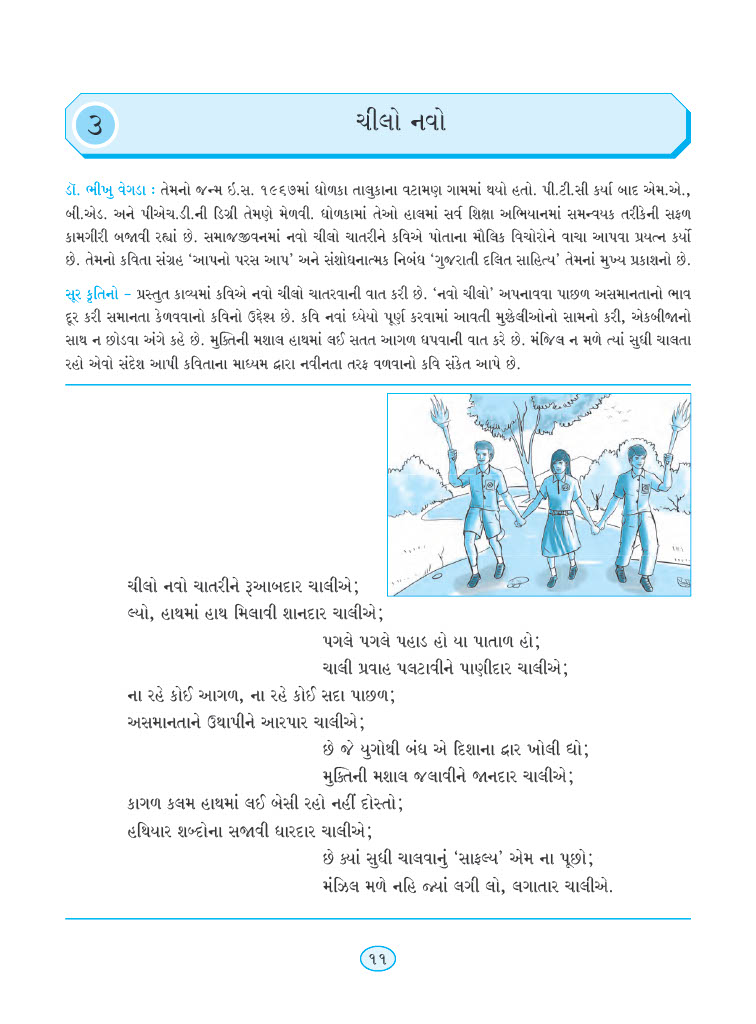 ૩
ચીલો નવો
ડૉ. ભીખુ વેગડા : તેમનો જન્મ ઇ.સ. ૧૯૬૭માં ધોળકા તાલુકાના વટામણ ગામમાં થયો હતો. પી.ટી.સી કર્યા બાદ એમ.એ.,
બી.એડ. અને પીએચ.ડી.ની ડિગ્રી તેમણે મેળવી. ધોળકામાં તેઓ હાલમાં સર્વ શિક્ષા અભિયાનમાં સમન્વયક તરીકેની સફળ
કામગીરી બજાવી રહ્યાં છે. સમાજજીવનમાં નવો ચીલો ચાતરીને કવિએ પોતાના મૌલિક વિચારોને વાચા આપવા પ્રયત્ન કર્યો
છે. તેમનો કવિતા સંગ્રહ ‘આપનો પરસ આપ’ અને સંશોધનાત્મક નિબંધ ‘ગુજરાતી દલિત સાહિત્ય’ તેમનાં મુખ્ય પ્રકાશનો છે.
સૂર કૃતિનો – પ્રસ્તુત કાવ્યમાં કવિએ નવો ચીલો ચાતરવાની વાત કરી છે. ‘નવો ચીલો’ અપનાવવા પાછળ અસમાનતાનો ભાવ
દૂર કરી સમાનતા કેળવવાનો કવિનો ઉદ્દેશ્ય છે. કવિ નવાં ધ્યેયો પૂર્ણ કરવામાં આવતી મુશ્કેલીઓનો સામનો કરી, એકબીજાનો
સાથ ન છોડવા અંગે કહે છે. મુક્તિની મશાલ હાથમાં લઈ સતત આગળ ધપવાની વાત કરે છે. મંજિલ ન મળે ત્યાં સુધી ચાલતા
રહો એવો સંદેશ આપી કવિતાના માધ્યમ દ્વારા નવીનતા તરફ વળવાનો કવિ સંકેત આપે છે.
ચીલો નવો ચાતરીને રૂઆબદાર ચાલીએ;
લ્યો, હાથમાં હાથ મિલાવી શાનદાર ચાલીએ;
પગલે પગલે પહાડ હો યા પાતાળ હો;
ચાલી પ્રવાહ પલટાવીને પાણીદાર ચાલીએ;
ના રહે કોઈ આગળ, ના રહે કોઈ સદા પાછળ;
અસમાનતાને ઉથાપીને આરપાર ચાલીએ;
છે જે યુગોથી બંધ એ દિશાના દ્વાર ખોલી દ્યો;
મુક્તિની મશાલ જલાવીને જાનદાર ચાલીએ;
કાગળ કલમ હાથમાં લઈ બેસી રહો નહીં દોસ્તો;
હથિયાર શબ્દોના સજાવી ધારદાર ચાલીએ;
છે ક્યાં સુધી ચાલવાનું ‘સાફલ્ય’ એમ ના પૂછો;
મંઝિલ મળે નહિ જ્યાં લગી લો, લગાતાર ચાલીએ.
૧૧